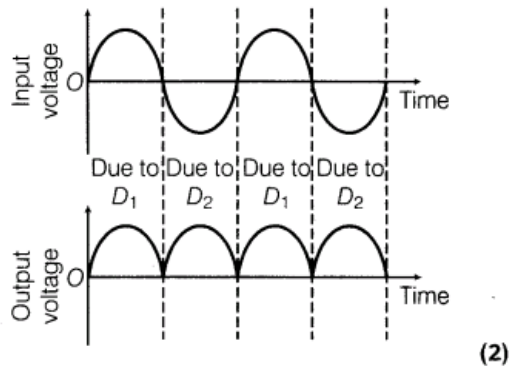 Input
voltage
O
Time
Due to Due to Due to Due to
D1 D2 D1 D2
Output
voltage
O
Time
(2)